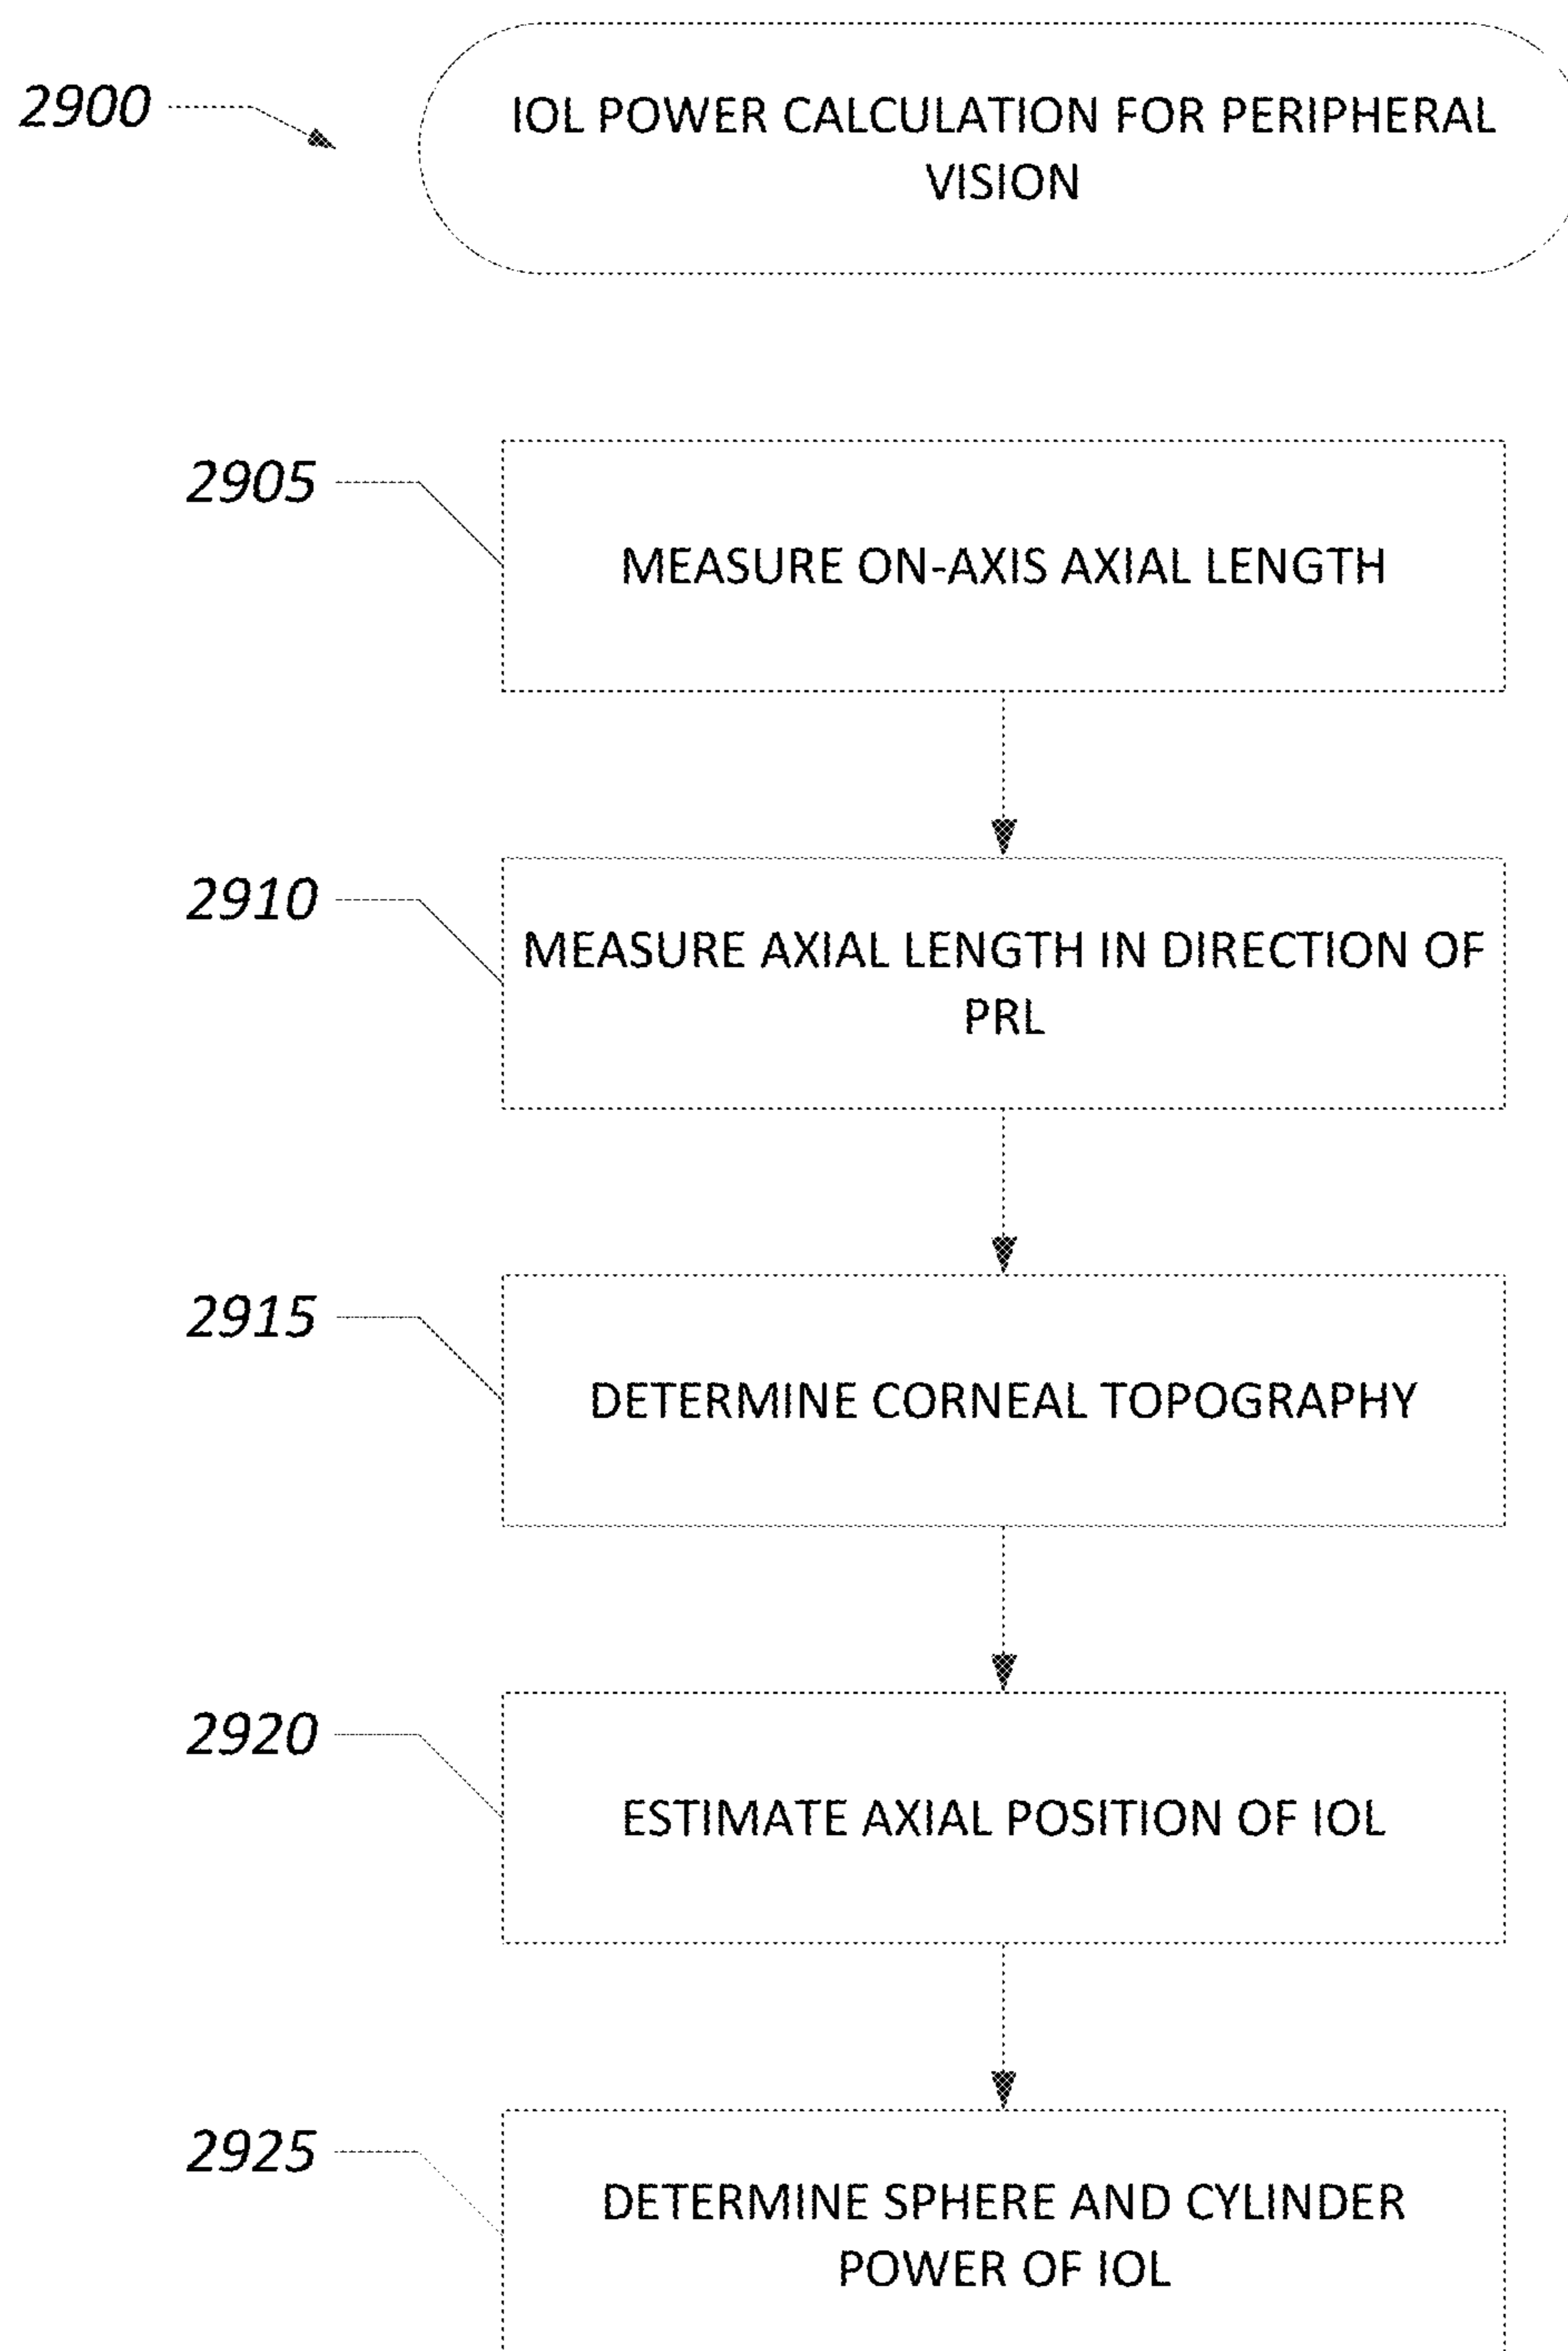 2900
IOL POWER CALCULATION FOR PERIPHERAL
VISION
2905
MEASURE ON-AXIS AXIAL LENGTH
2910
MEASURE AXIAL LENGTH IN DIRECTION OF
PRL
2915
DETERMINE CORNEAL TOPOGRAPHY
2920
ESTIMATE AXIAL POSITION OF IOL
2925
DETERMINE SPHERE AND CYLINDER
POWER OF IOL